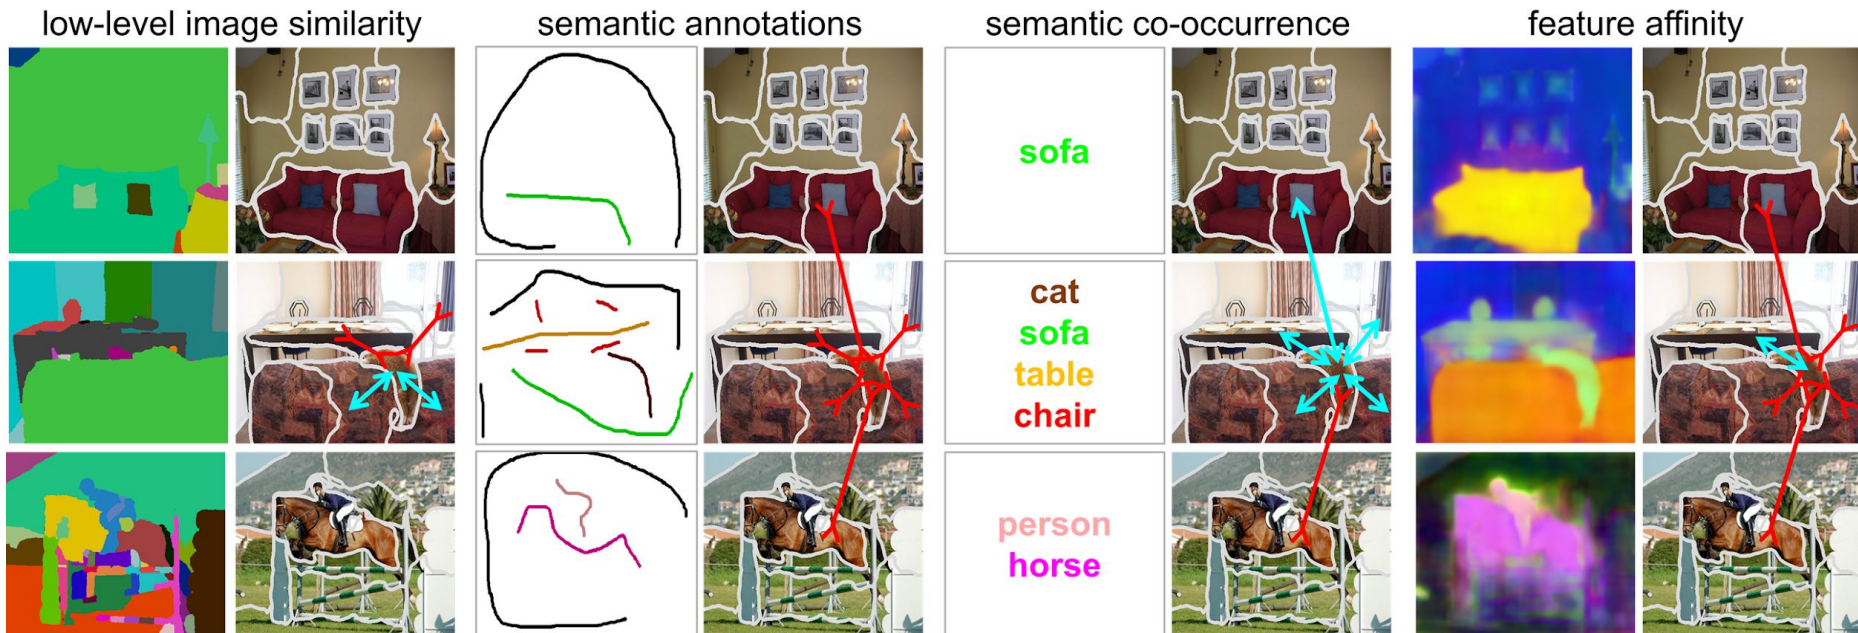 low-level image similarity
semantic annotations
semantic co-occurrence
feature affinity
sofa
cat
sofa
table
chair
person
horse